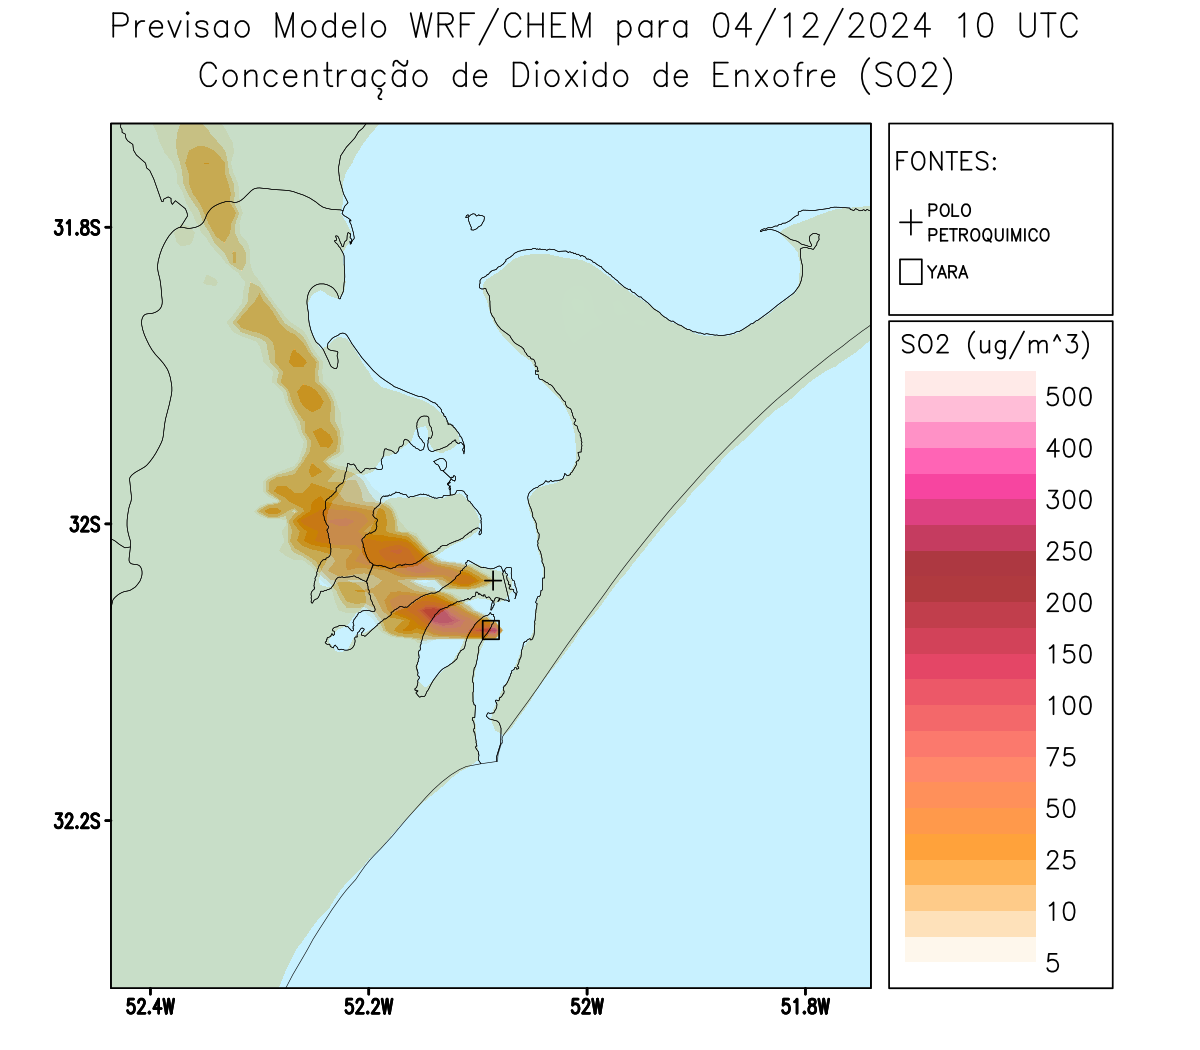 Previsao Modelo WRF/CHEM para 04/12/2024 10 UTC
Concentração de Dioxido de Enxofre (SO2)
FONTES:
POLO
PETROQUIMICO
YARA
31.8S
32S
32.2S
52.4W
52.2W
52W
51.8W
SO2 (ug/m^3)
500
400
300
250
200
150
100
75
50
25
10
5